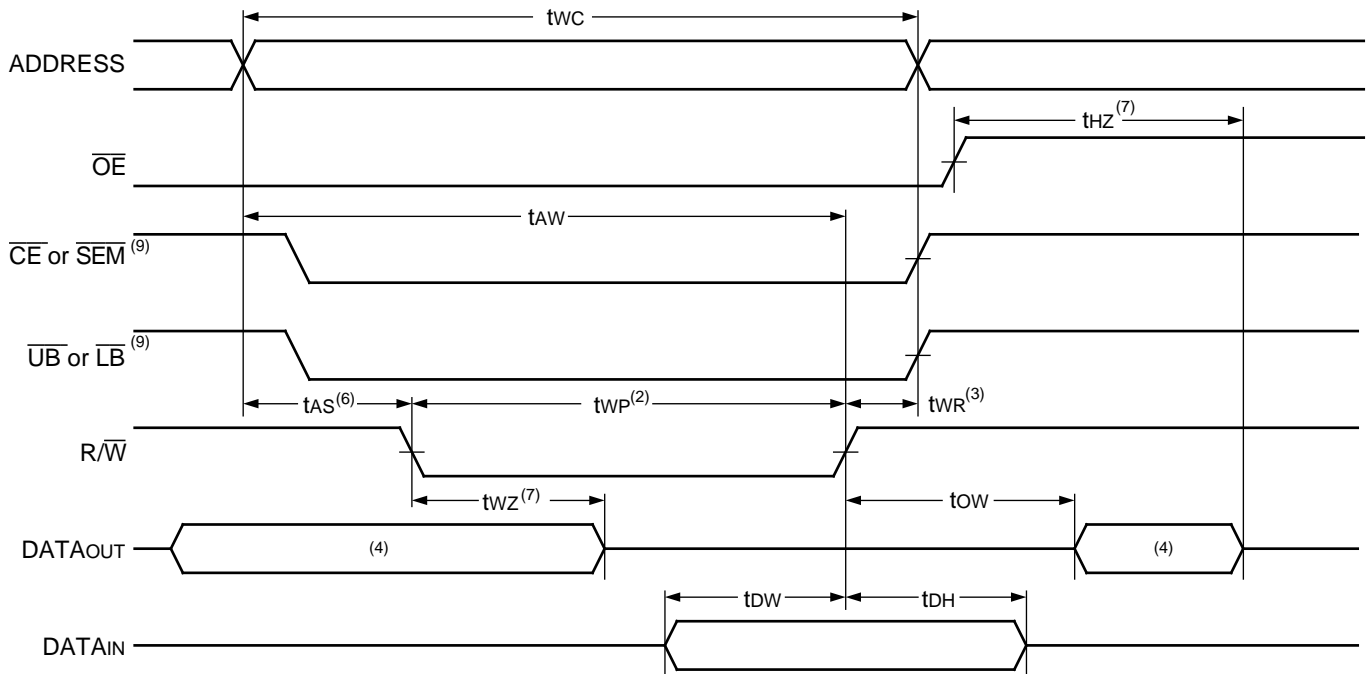 tWC
ADDRESS
tHZ(7)
OE
tAW
CE or SEM (9)
UB or LB (9)
tAS(6)
tWP(2)
tWR(3)
R/W
tWZ(7)
tOW
DATAOUT
(4)
(4)
tDW
tDH
DATAIN